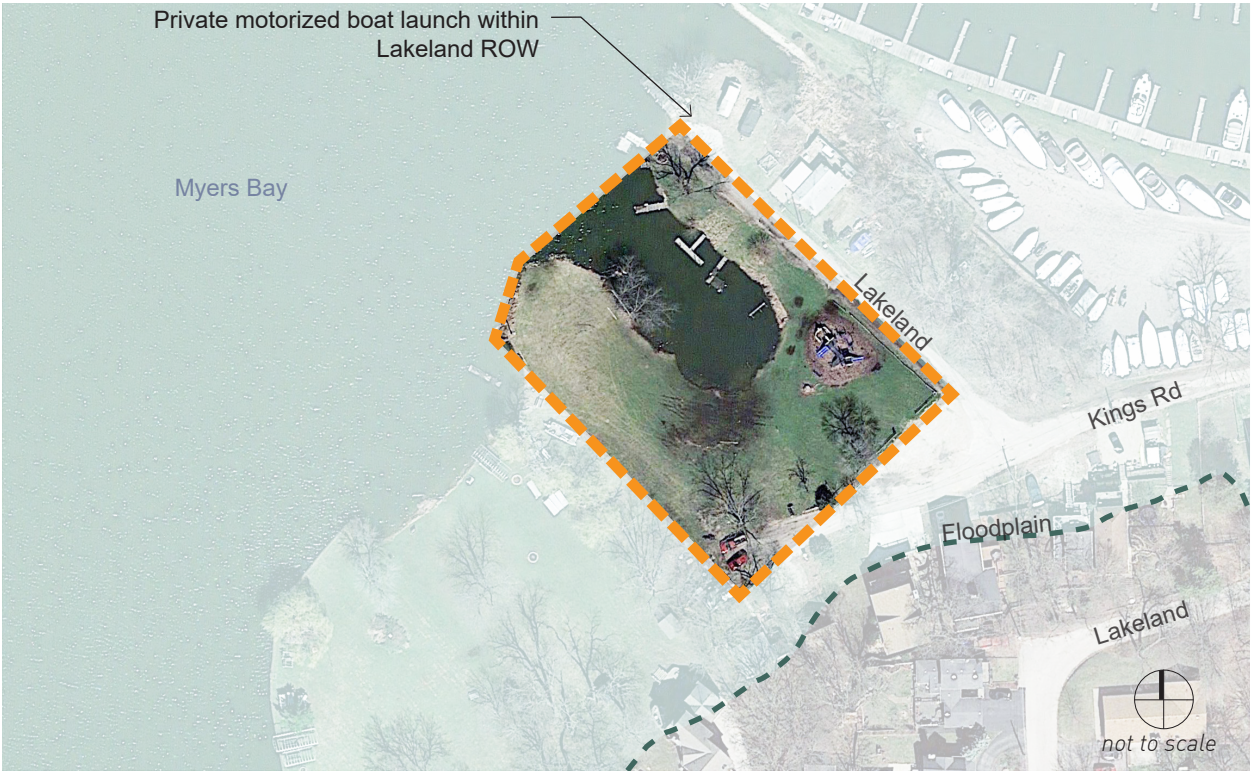 Private motorized boat launch within
Lakeland ROW
Myers Bay
Lakeland
Kings Rd
Floodplain
Lakeland
not to scale